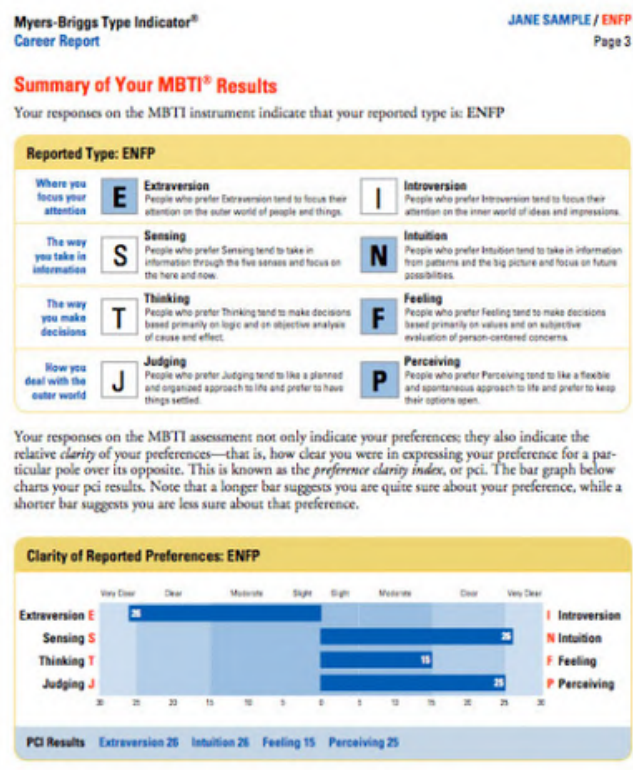 Myers-Briggs Type Indicator®
Career Report
JANE SAMPLE / ENFP
Page 3
Summary of Your MBTI® Results
Your responses on the MBTI instrument indicate that your reported type is: ENFP
Reported Type: ENFP
Where you
focus your
attention
E
Extraversion
People who prefer Extraversion tend to focus their
attention on the outer world of people and things.
I
Introversion
People who prefer Introversion tend to focus their
attention on the inner world of ideas and impressions.
The way
you take in
information
S
Sensing
People who prefer Sensing tend to take in
information through the five senses and focus on
the here and now.
N
Intuition
People who prefer Intuition tend to take in information
from patterns and the big picture and focus on future
possibilities.
The way
you make
decisions
T
Thinking
People who prefer Thinking tend to make decisions
based primarily on logic and on objective analysis
of cause and effect.
F
Feeling
People who prefer Feeling tend to make decisions
based primarily on values and on subjective
evaluation of person-centered concerns.
How you
deal with the
outer world
J
Judging
People who prefer Judging tend to like a planned
and organized approach to life and prefer to have
things settled.
P
Perceiving
People who prefer Perceiving tend to like a flexible
and spontaneous approach to life and prefer to keep
their options open.
Your responses on the MBTI assessment not only indicate your preferences; they also indicate the
relative clarity of your preferences—that is, how clear you were in expressing your preference for a par-
ticular pole over its opposite. This is known as the preference clarity index, or pci. The bar graph below
charts your pci results. Note that a longer bar suggests you are quite sure about your preference, while a
shorter bar suggests you are less sure about that preference.
Clarity of Reported Preferences: ENFP
Very Clear Clear Moderate Slight Slight Moderate Clear Very Clear
Extraversion E 26 I Introversion
Sensing S 26 N Intuition
Thinking T 15 F Feeling
Judging J 25 P Perceiving
30 25 20 15 10 5 0 5 10 15 20 25 30
PCI Results Extraversion 26 Intuition 26 Feeling 15 Perceiving 25